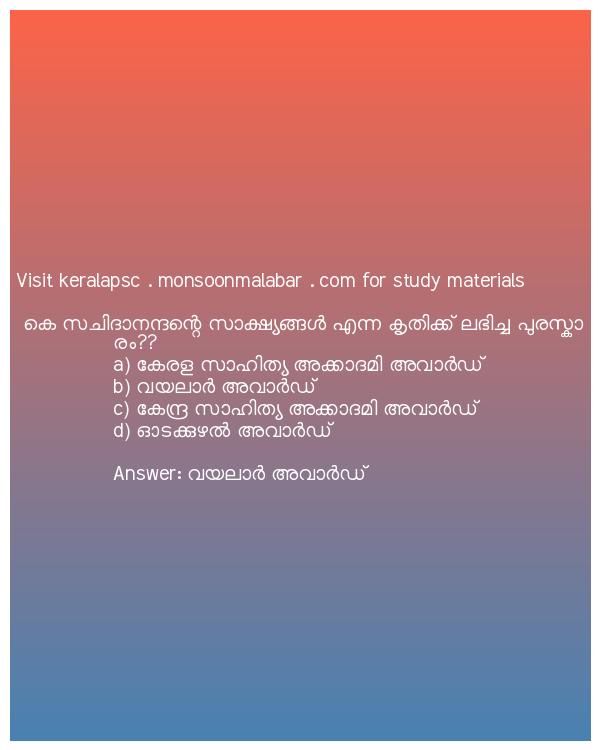 Visit keralapsc . monsoonmalabar . com for study materials
കെ സചിദാനന്ദന്റെ സാക്ഷ്യങ്ങൾ എന്ന കൃതിക്ക് ലഭിച്ച പുരസ്കാ
രം??
a) കേരള സാഹിത്യ അക്കാദമി അവാർഡ്
b) വയലാർ അവാർഡ്
c) കേന്ദ്ര സാഹിത്യ അക്കാദമി അവാർഡ്
d) ഓടക്കുഴൽ അവാർഡ്
Answer: വയലാർ അവാർഡ്